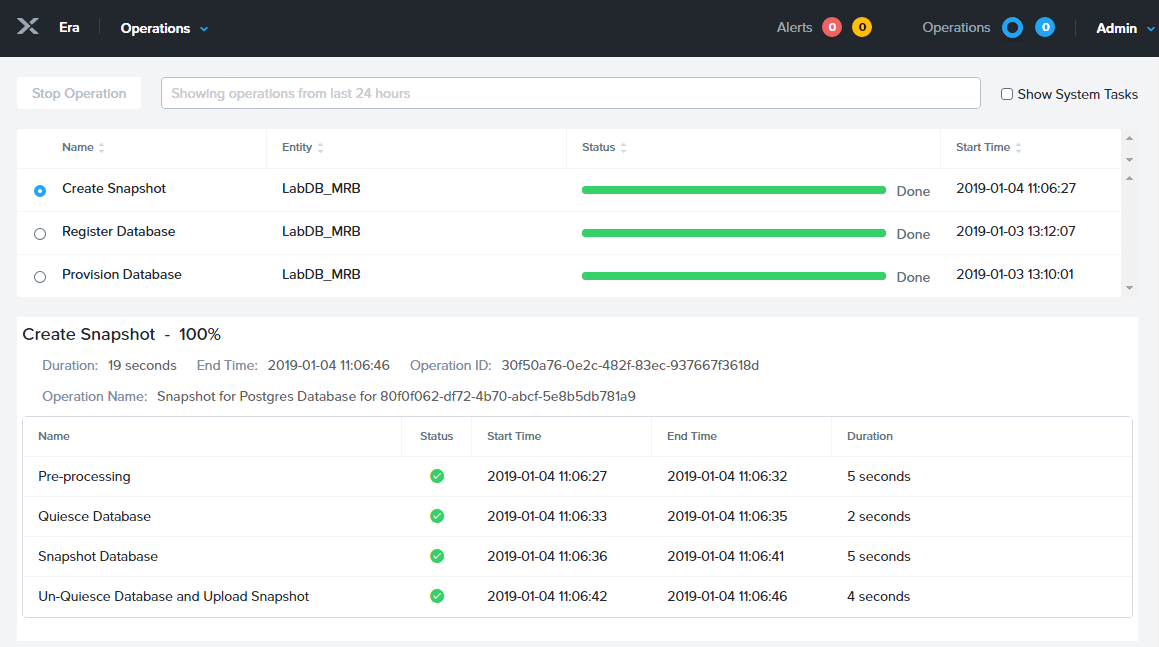 Era Operations Alerts 0 0 Operations 0 Admin
Stop Operation Showing operations from last 24 hours Show System Tasks
Name Entity Status Start Time
Create Snapshot LabDB_MRB Done 2019-01-04 11:06:27
Register Database LabDB_MRB Done 2019-01-03 13:12:07
Provision Database LabDB_MRB Done 2019-01-03 13:10:01
Create Snapshot - 100%
Duration: 19 seconds End Time: 2019-01-04 11:06:46 Operation ID: 30f50a76-0e2c-482f-83ec-937667f3618d
Operation Name: Snapshot for Postgres Database for 80f0f062-df72-4b70-abcf-5e8b5db781a9
Name Status Start Time End Time Duration
Pre-processing 2019-01-04 11:06:27 2019-01-04 11:06:32 5 seconds
Quiesce Database 2019-01-04 11:06:33 2019-01-04 11:06:35 2 seconds
Snapshot Database 2019-01-04 11:06:36 2019-01-04 11:06:41 5 seconds
Un-Quiesce Database and Upload Snapshot 2019-01-04 11:06:42 2019-01-04 11:06:46 4 seconds